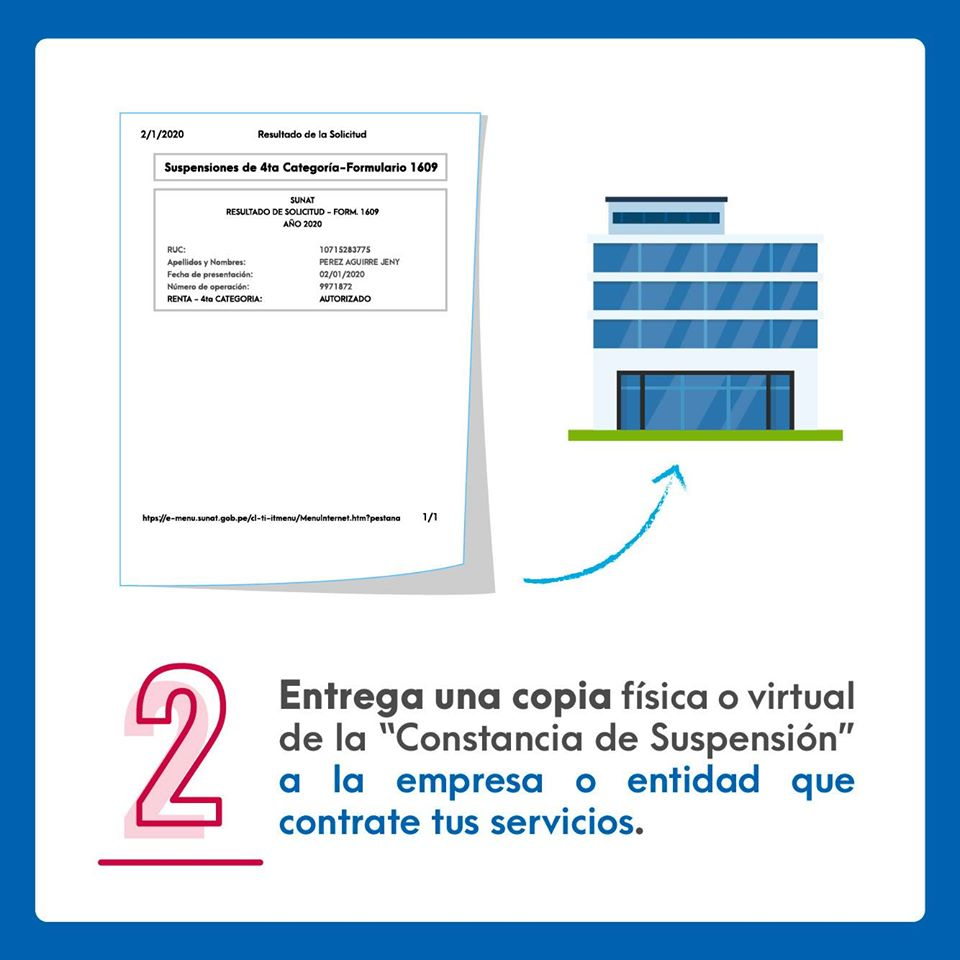 2/1/2020 Resultado de la Solicitud
Suspensiones de 4ta Categoría-Formulario 1609
SUNAT
RESULTADO DE SOLICITUD - FORM. 1609
AÑO 2020
RUC: 10715283775
Apellidos y Nombres: PEREZ AGUIRRE JENY
Fecha de presentación: 02/01/2020
Número de operación: 9971872
RENTA - 4ta CATEGORIA: AUTORIZADO
htps://e-menu.sunat.gob.pe/cl-ti-itmenu/MenuInternet.htm?pestana 1/1
2
Entrega una copia física o virtual
de la “Constancia de Suspensión”
a la empresa o entidad que
contrate tus servicios.